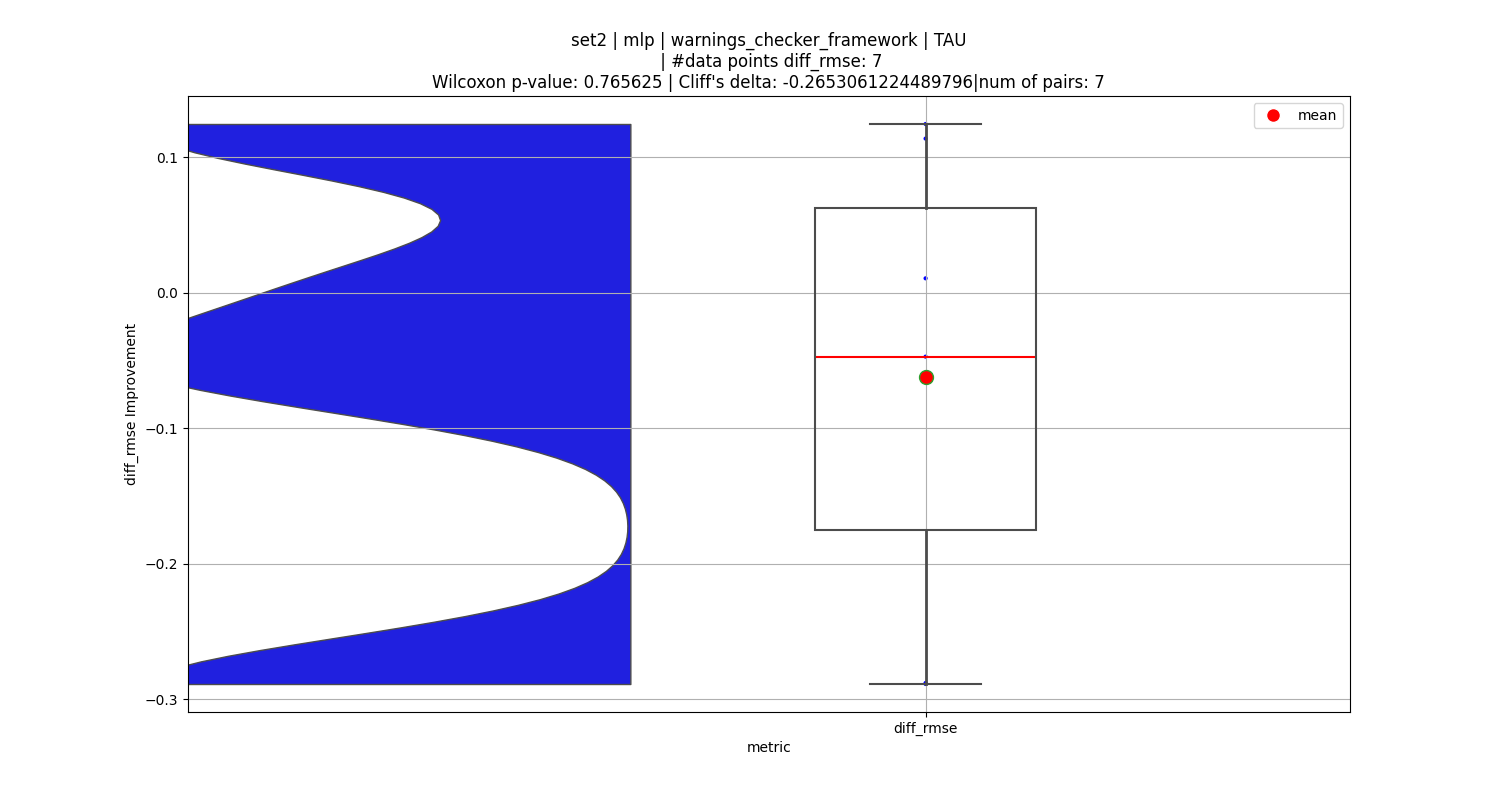 set2 | mlp | warnings_checker_framework | TAU
| #data points diff_rmse: 7
Wilcoxon p-value: 0.765625 | Cliff's delta: -0.2653061224489796|num of pairs: 7
mean
0.1
0.0
−0.1
−0.2
−0.3
diff_rmse Improvement
diff_rmse
metric